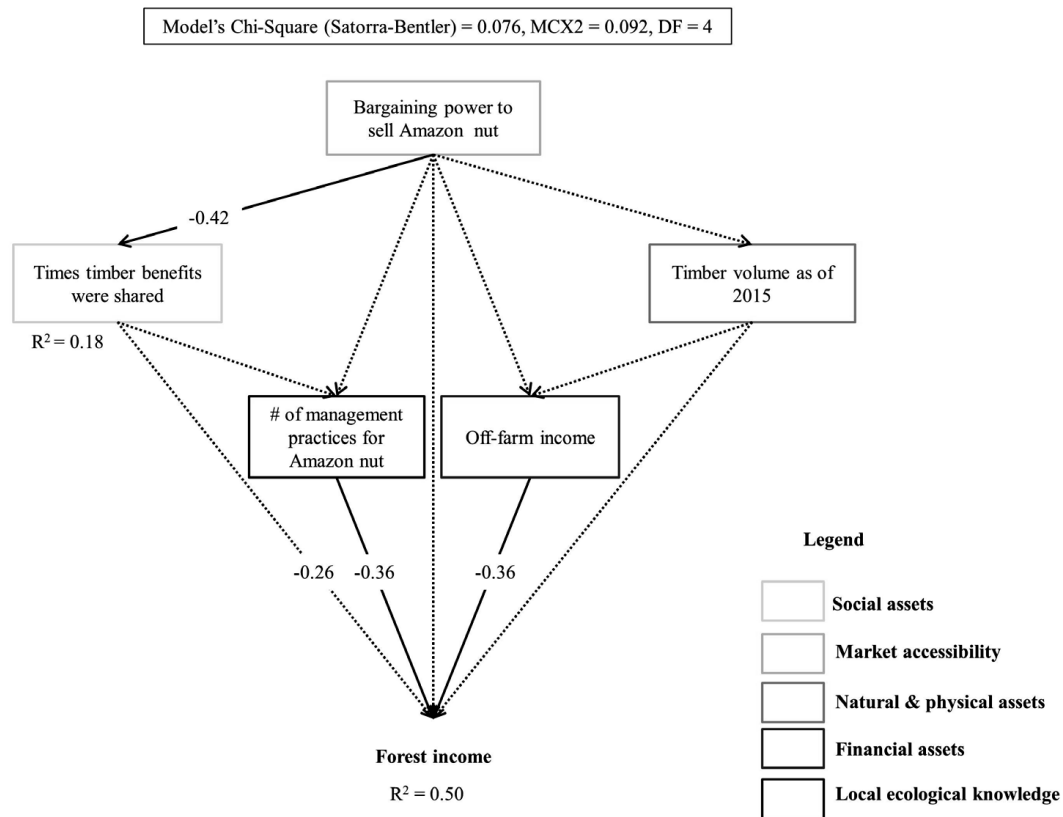 Model's Chi-Square (Satorra-Bentler) = 0.076, MCX2 = 0.092, DF = 4
Bargaining power to
sell Amazon nut
-0.42
Times timber benefits
were shared
Timber volume as of
2015
R² = 0.18
# of management
practices for
Amazon nut
Off-farm income
-0.26
-0.36
-0.36
Forest income
R² = 0.50
Legend
Social assets
Market accessibility
Natural & physical assets
Financial assets
Local ecological knowledge